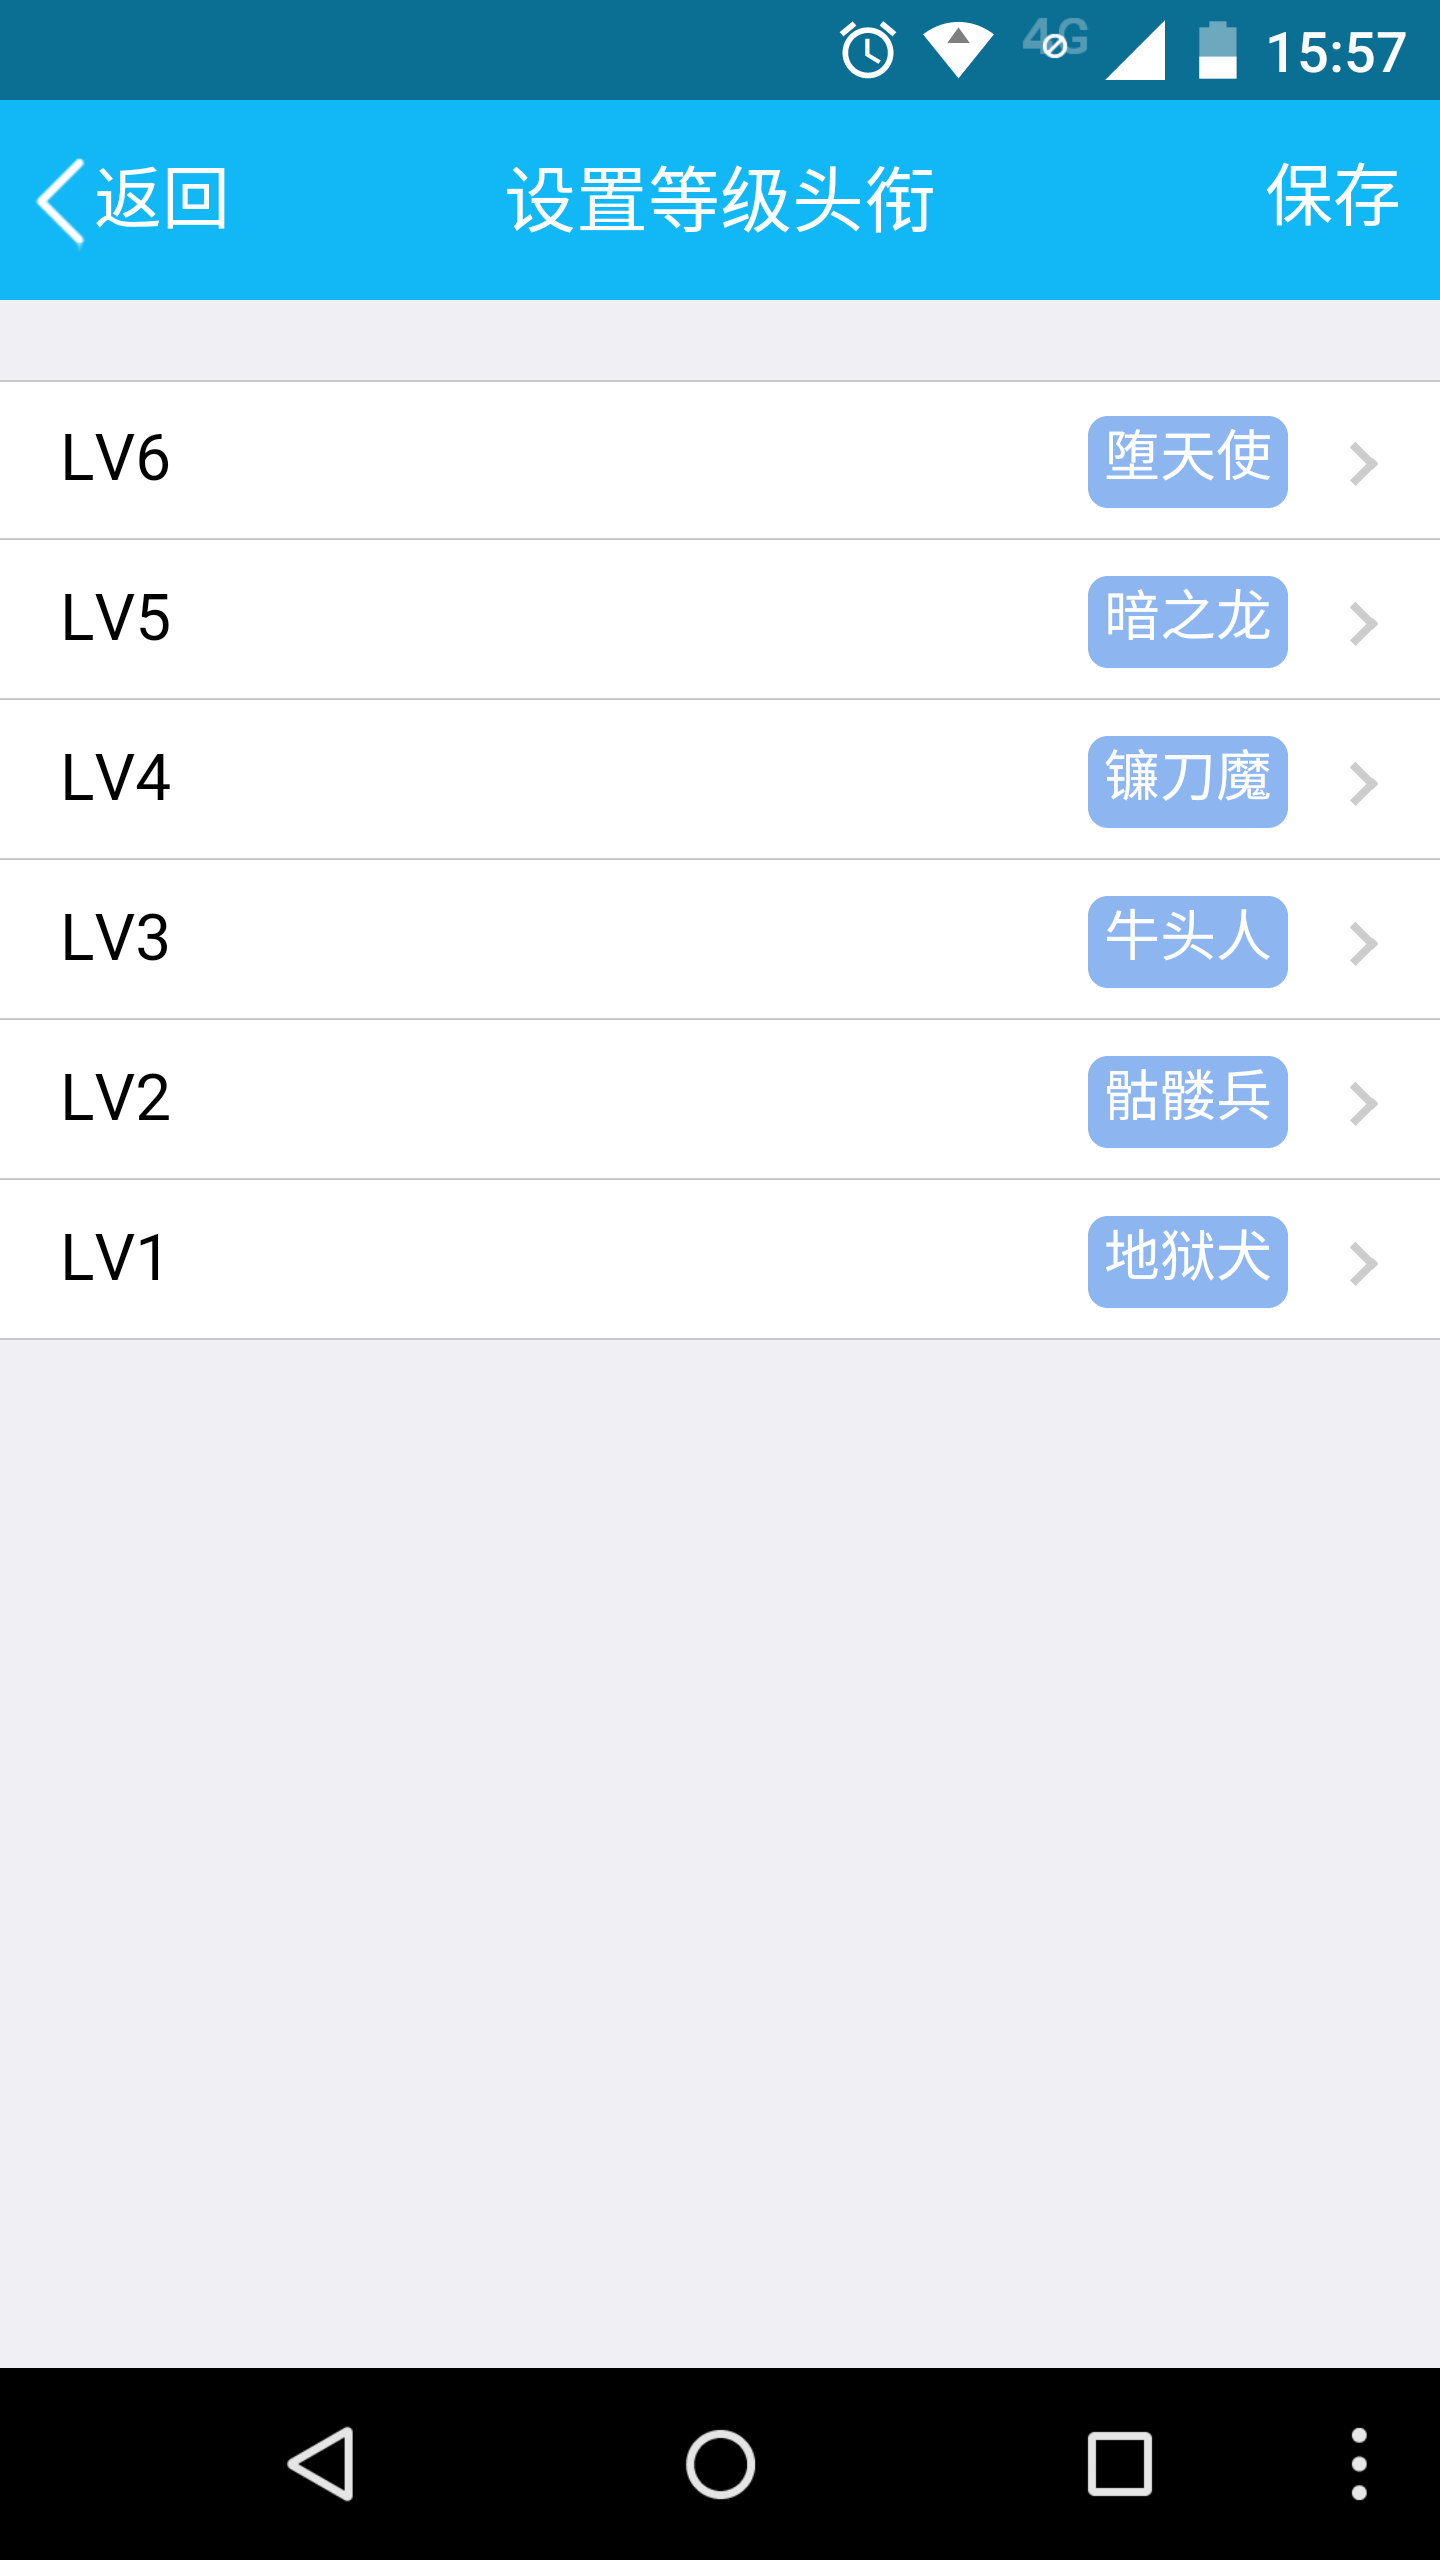 4G 15:57
返回 设置等级头衔 保存
LV6 堕天使
LV5 暗之龙
LV4 镰刀魔
LV3 牛头人
LV2 骷髅兵
LV1 地狱犬